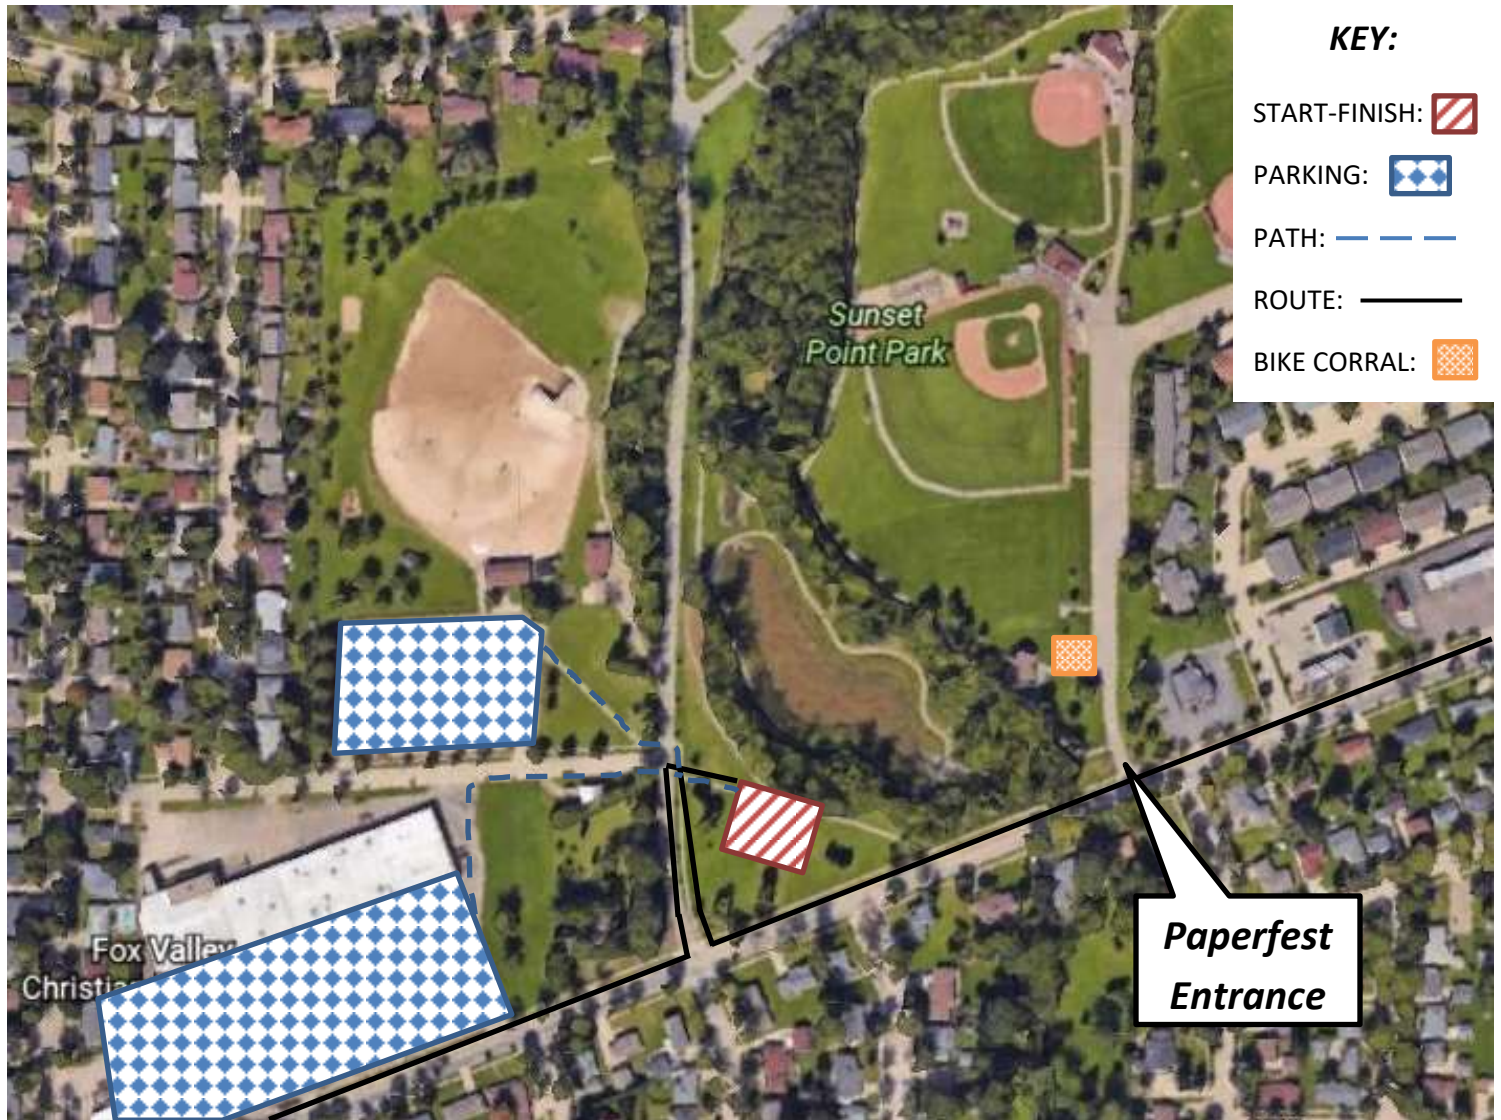 KEY:
START-FINISH:
PARKING:
PATH:
ROUTE:
BIKE CORRAL:
Sunset
Point Park
Fox Valley
Paperfest
Entrance